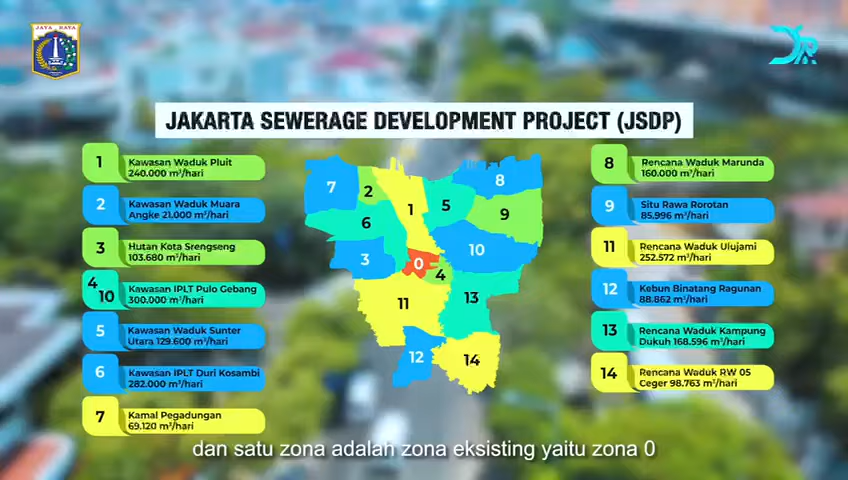 JAYA RAYA
JAKARTA SEWERAGE DEVELOPMENT PROJECT (JSDP)
1
Kawasan Waduk Pluit
240.000 m³/hari
2
Kawasan Waduk Muara
Angke 21.000 m³/hari
3
Hutan Kota Srengseng
103.680 m³/hari
4
10
Kawasan IPLT Pulo Gebang
300.000 m³/hari
5
Kawasan Waduk Sunter
Utara 129.600 m³/hari
6
Kawasan IPLT Duri Kosambi
282.000 m³/hari
7
Kamal Pegadungan
69.120 m³/hari
7
2
1
5
8
6
9
3
0
4
10
11
13
12
14
8
Rencana Waduk Marunda
160.000 m³/hari
9
Situ Rawa Rorotan
85.996 m³/hari
11
Rencana Waduk Ulujami
252.572 m³/hari
12
Kebun Binatang Ragunan
88.862 m³/hari
13
Rencana Waduk Kampung
Dukuh 168.596 m³/hari
14
Rencana Waduk RW 05
Ceger 98.763 m³/hari
dan satu zona adalah zona eksisting yaitu zona 0